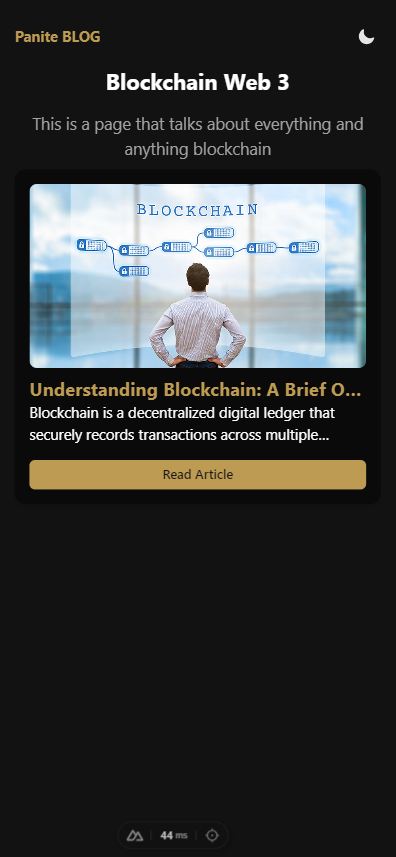 Panite BLOG
Blockchain Web 3
This is a page that talks about everything and
anything blockchain
BLOCKCHAIN
Understanding Blockchain: A Brief O...
Blockchain is a decentralized digital ledger that
securely records transactions across multiple...
Read Article
44 ms